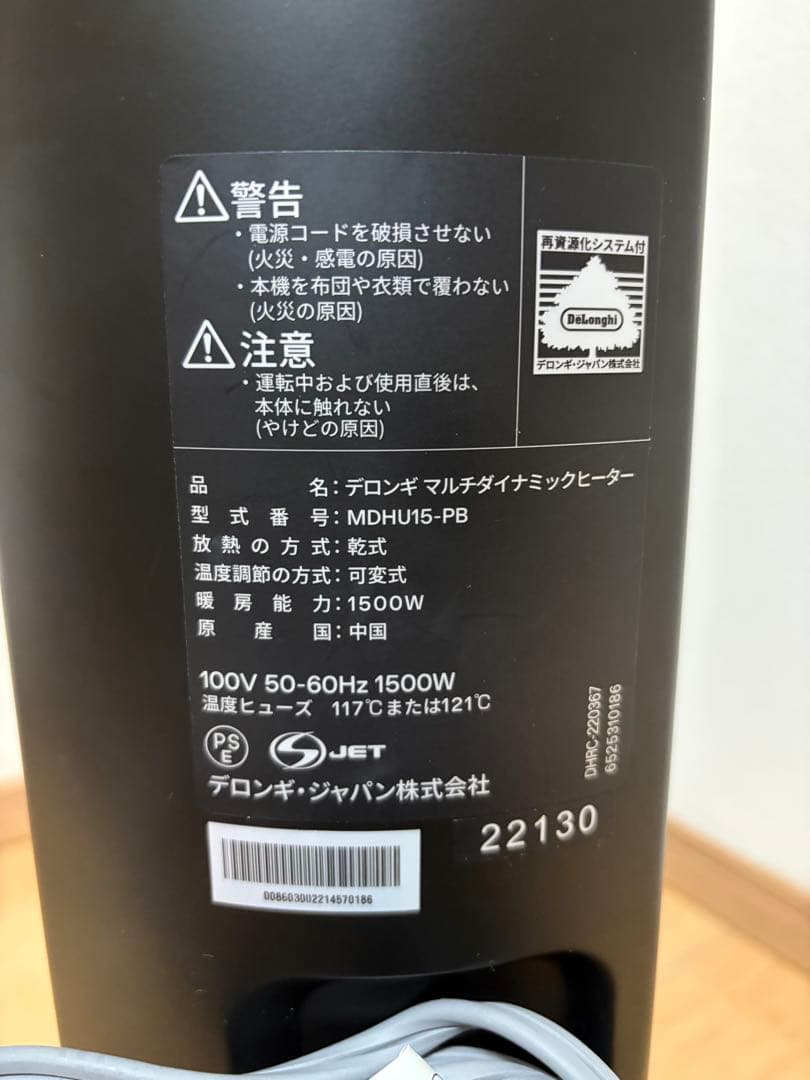 警告
・電源コードを破損させない
(火災・感電の原因)
・本機を布団や衣類で覆わない
(火災の原因)
注意
・運転中および使用直後は、
本体に触れない
(やけどの原因)
再資源化システム付
DeLonghi
デロンギ・ジャパン株式会社
品名：デロンギ マルチダイナミックヒーター
型式番号：MDHU15-PB
放熱の方式：乾式
温度調節の方式：可変式
暖房能力：1500W
原産国：中国
100V 50-60Hz 1500W
温度ヒューズ 117℃または121℃
PSE
S JET
デロンギ・ジャパン株式会社
DHRC-220367
6525310186
22130
008603002214570186